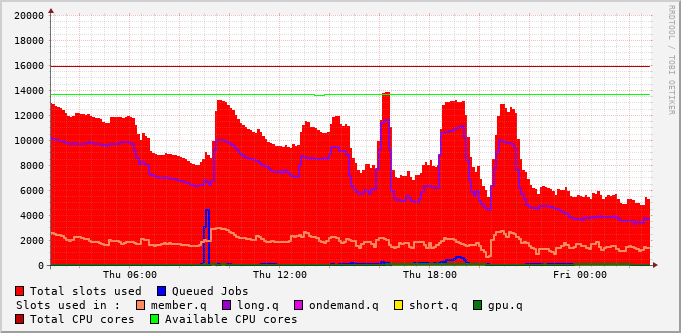 RRDTOOL / TOBI OETIKER
20000
18000
16000
14000
12000
10000
8000
6000
4000
2000
0
Thu 06:00 Thu 12:00 Thu 18:00 Fri 00:00
Total slots used Queued Jobs
Slots used in : member.q long.q ondemand.q short.q gpu.q
Total CPU cores Available CPU cores